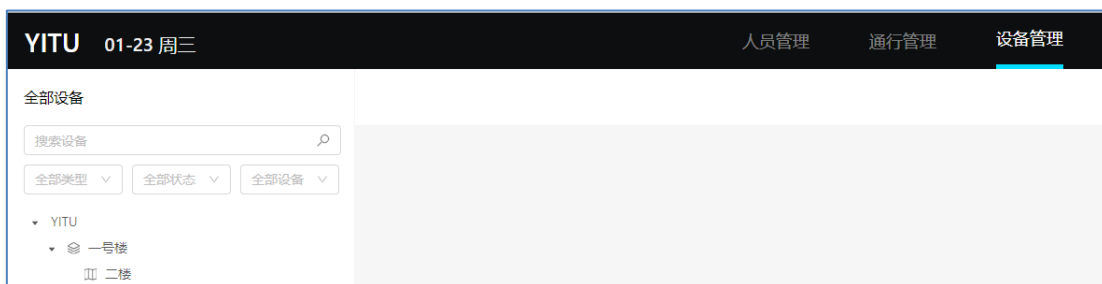 YITU 01-23 周三 人员管理 通行管理 设备管理
全部设备
搜索设备
全部类型 全部状态 全部设备
YITU
一号楼
二楼